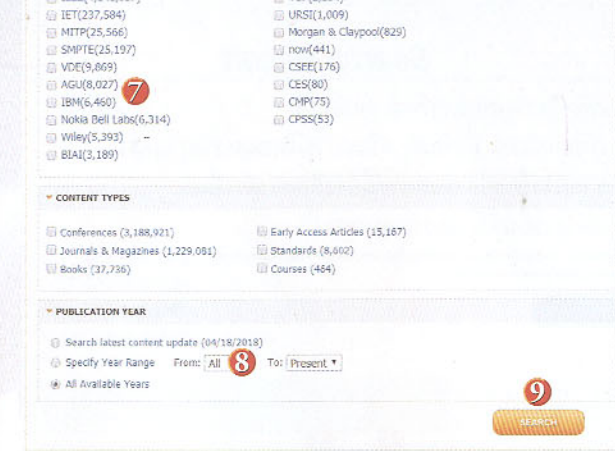 IET(237,584)
MITP(25,566)
SMPTE(25,197)
VDE(9,869)
AGU(8,027)
7
IBM(6,460)
Nokia Bell Labs(6,314)
Wiley(5,393)
BIAI(3,189)
URSI(1,009)
Morgan & Claypool(829)
now(441)
CSEE(176)
CES(80)
CMP(75)
CPSS(53)
CONTENT TYPES
Conferences (3,188,921)
Journals & Magazines (1,229,081)
Books (37,736)
Early Access Articles (15,167)
Standards (8,602)
Courses (464)
PUBLICATION YEAR
Search latest content update (04/18/2018)
Specify Year Range From: All 8 To: Present
All Available Years
9
SEARCH